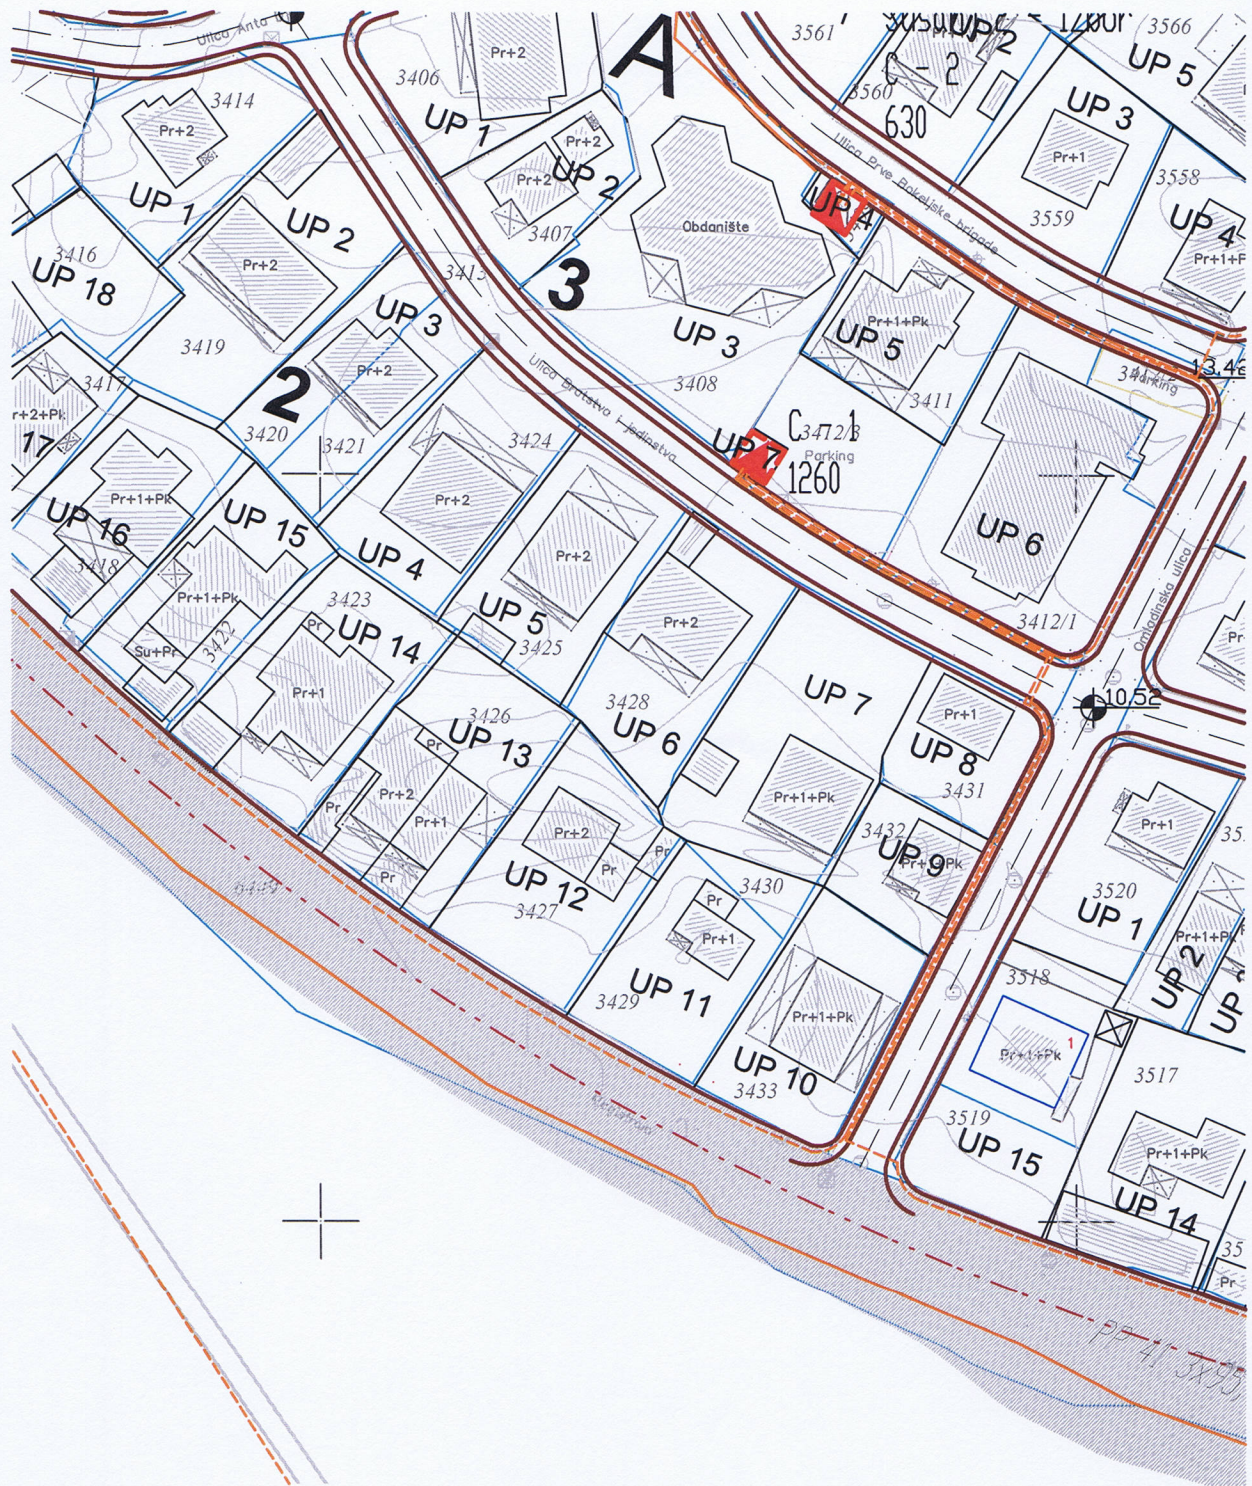 Ulica Anta
3406
Pr+2
UP 1
A
3561
C - 2
3560
630
UP 2
3566
UP 5
UP 3
Pr+1
3559
3558
UP 4
3414
Pr+2
UP 1
UP 2
Pr+2
Pr+2
UP 2
3407
Obdanište
Ulica Prve Bokeljske brigade
UP 4
3416
UP 18
Pr+2
3415
3
UP 3
Pr+1+Pk
UP 5
3419
UP 3
Pr+2
3408
3411
Parking
13,42
3417
2
3420
3421
Ulica Bratstva i jedinstva
3424
C - 1
3412/3
Parking
1260
UP 7
UP 6
17
Pr+1+Pk
UP 16
3418
UP 15
Pr+2
UP 4
Pr+2
UP 5
3425
Pr+1+Pk
3422
Su+Pr
3423
Pr
UP 14
Pr+1
Pr+2
3428
UP 6
3412/1
Omladinska ulica
10,52
UP 7
Pr+1
UP 8
3431
3426
Pr
UP 13
Pr+2
Pr+1
Pr
Pr
Pr+2
Pr
Pr
UP 12
3427
Pr+1+Pk
3432
UP 9
3430
Pr
Pr+1
UP 11
3429
Pr+1+Pk
UP 10
3433
Pr+1
3520
UP 1
UP 2
3518
Pr+1+Pk
1
3517
3519
UP 15
Pr+1+Pk
UP 14
Pr
PP 41 3x95